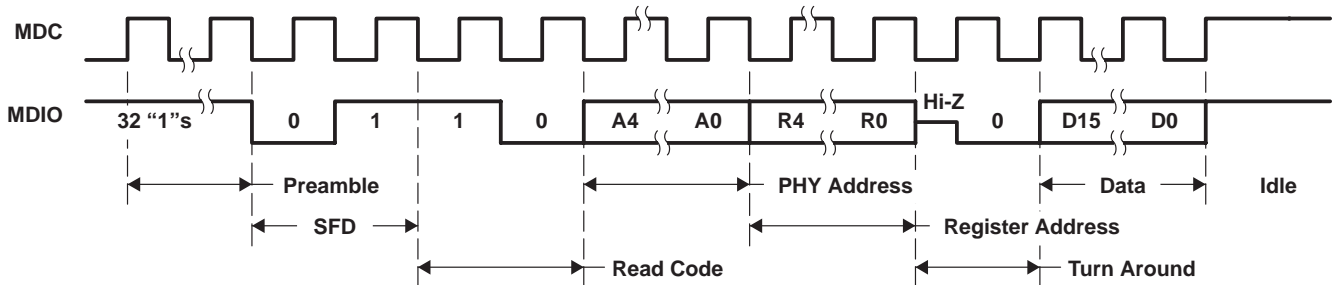 MDC
MDIO
32 “1”s 0 1 1 0 A4 A0 R4 R0 Hi-Z 0 D15 D0
Preamble PHY Address Data Idle
SFD Register Address
Read Code Turn Around